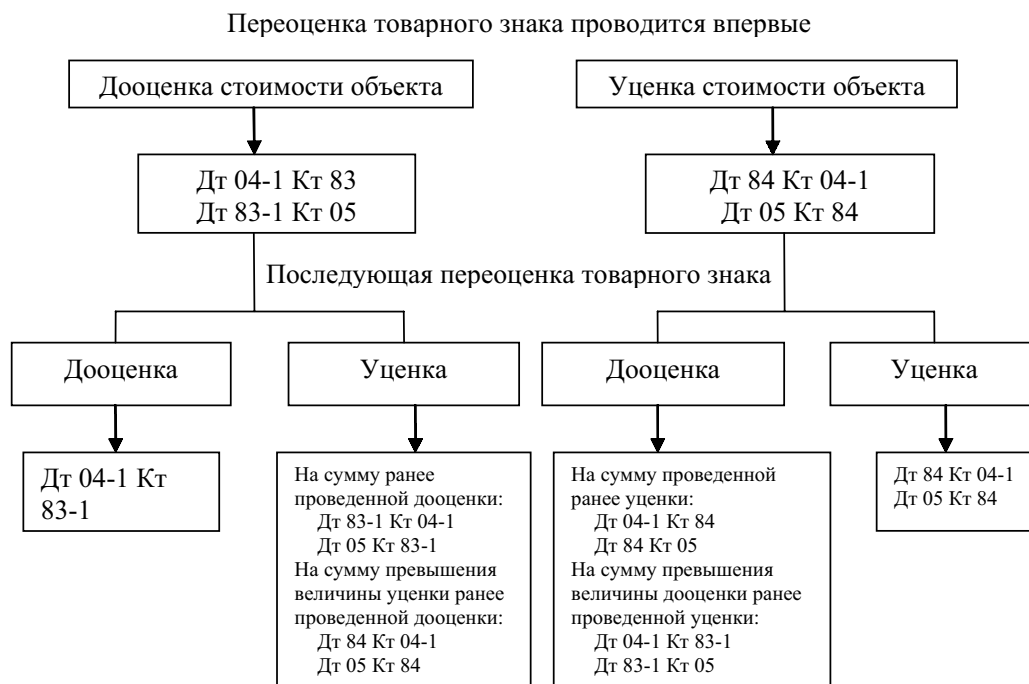 Переоценка товарного знака проводится впервые
Дооценка стоимости объекта
Уценка стоимости объекта
Дт 04-1 Кт 83
Дт 83-1 Кт 05
Дт 84 Кт 04-1
Дт 05 Кт 84
Последующая переоценка товарного знака
Дооценка
Уценка
Дооценка
Уценка
Дт 04-1 Кт
83-1
На сумму ранее
проведенной дооценки:
Дт 83-1 Кт 04-1
Дт 05 Кт 83-1
На сумму превышения
величины уценки ранее
проведенной дооценки:
Дт 84 Кт 04-1
Дт 05 Кт 84
На сумму проведенной
ранее уценки:
Дт 04-1 Кт 84
Дт 84 Кт 05
На сумму превышения
величины дооценки ранее
проведенной уценки:
Дт 04-1 Кт 83-1
Дт 83-1 Кт 05
Дт 84 Кт 04-1
Дт 05 Кт 84